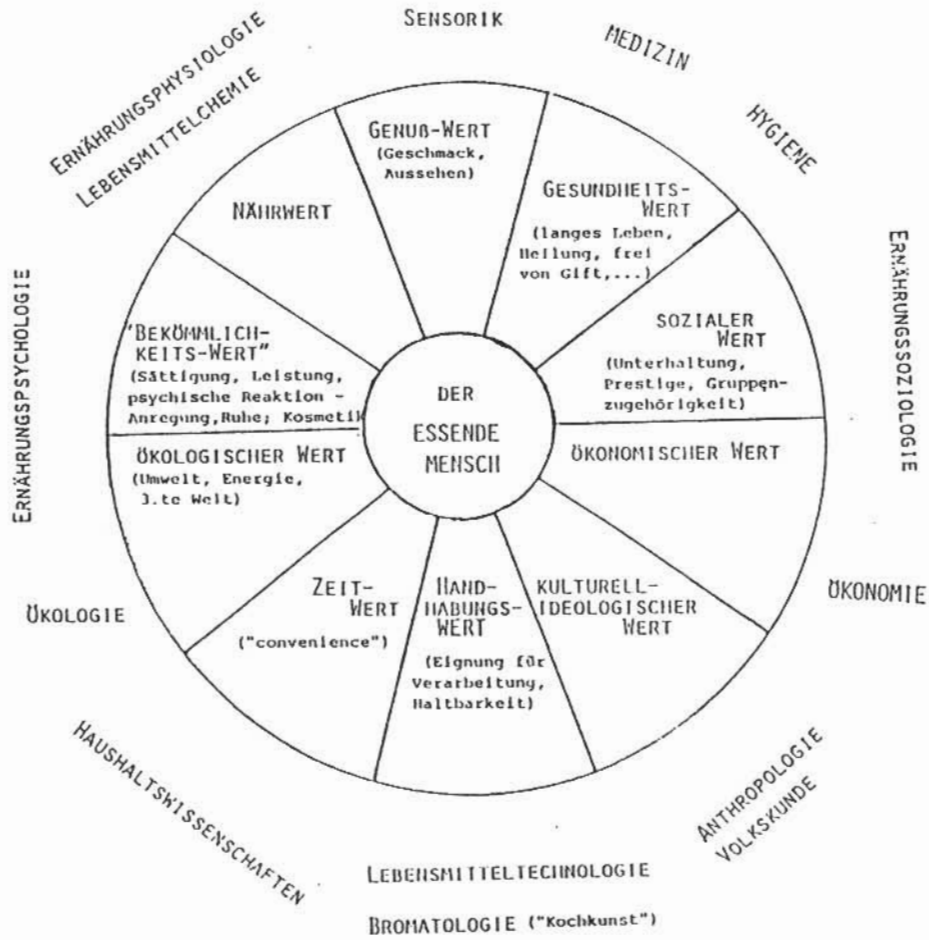 SENSORIK
MEDIZIN
HYGIENE
ERNÄHRUNGSSOZIOLOGIE
ÖKONOMIE
ANTHROPOLOGIE
VOLKSKUNDE
LEBENSMITTELTECHNOLOGIE
BROMATOLOGIE ("Kochkunst")
HAUSHALTSWISSENSCHAFTEN
ÖKOLOGIE
ERNÄHRUNGSPSYCHOLOGIE
ERNÄHRUNGSPHYSIOLOGIE
LEBENSMITTELCHEMIE
GENUß-WERT
(Geschmack,
Aussehen)
GESUNDHEITS-
WERT
(langes Leben,
Heilung, frei
von Gift,...)
SOZIALER
WERT
(Unterhaltung,
Prestige, Gruppen-
zugehörigkeit)
ÖKONOMISCHER WERT
KULTURELL-
IDEOLOGISCHER
WERT
HAND-
HABUNGS-
WERT
(Eignung für
Verarbeitung,
Haltbarkeit)
ZEIT-
WERT
("convenience")
ÖKOLOGISCHER WERT
(Umwelt, Energie,
3.te Welt)
"BEKÖMMLICH-
KEITS-WERT"
(Sättigung, Leistung,
psychische Reaktion -
Anregung,Ruhe; Kosmetik
NÄHRWERT
DER
ESSENDE
MENSCH